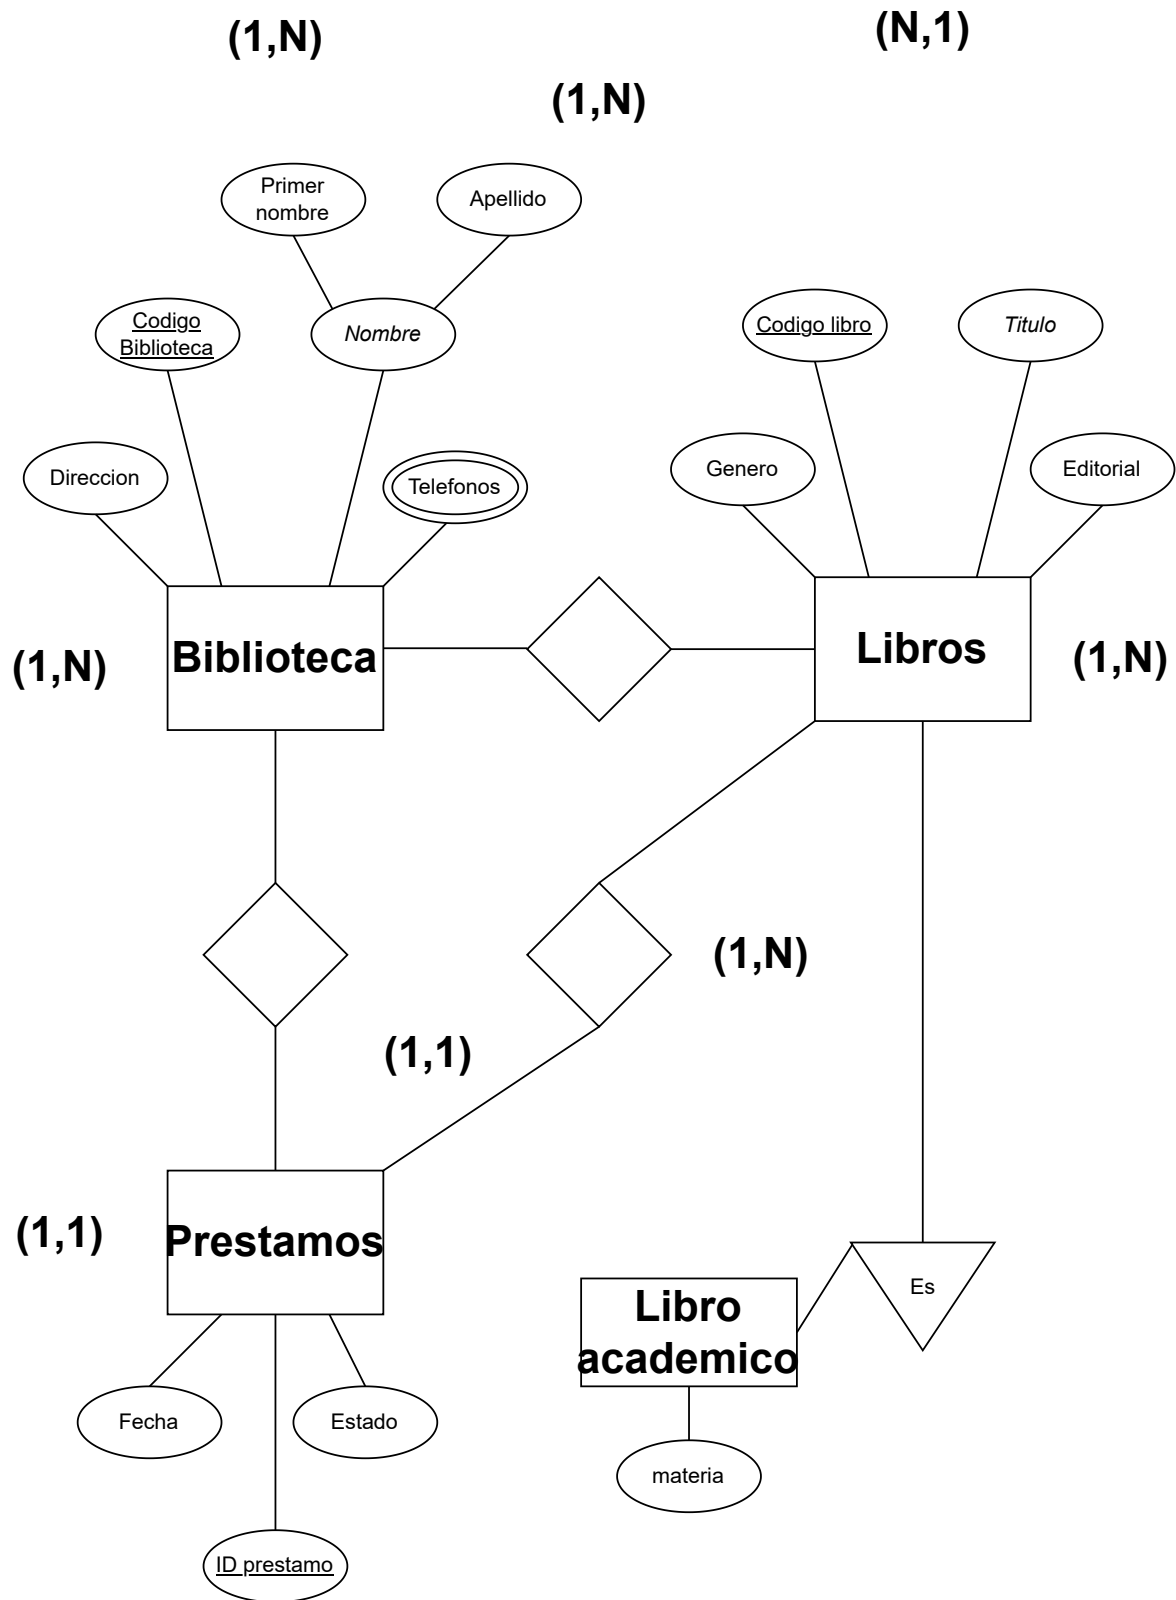 (1,N)
(N,1)
(1,N)
Primer
nombre
Apellido
Codigo
Biblioteca
Nombre
Codigo libro
Titulo
Direccion
Telefonos
Genero
Editorial
(1,N)
Biblioteca
Libros
(1,N)
(1,N)
(1,1)
(1,1)
Prestamos
Es
Libro
academico
Fecha
Estado
materia
ID prestamo